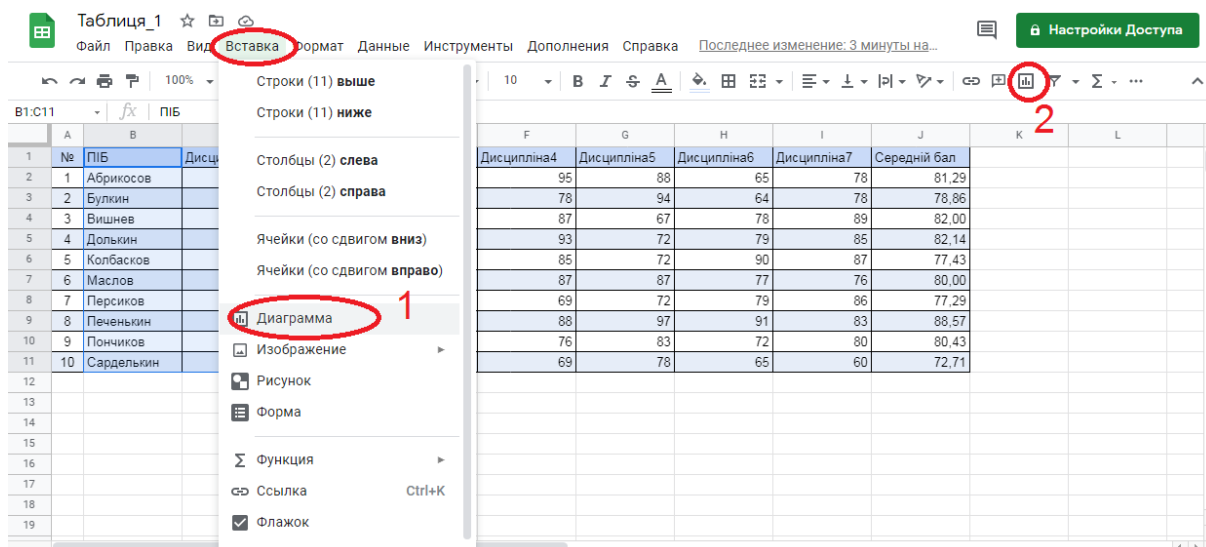 Таблиця_1
Файл Правка Вид Вставка Формат Данные Инструменты Дополнения Справка Последнее изменение: 3 минуты на...
Настройки Доступа
100% 10 B I S A
2
B1:C11 fx ПІБ
A B F G H I J K L
1 № ПІБ Дисци Дисципліна4 Дисципліна5 Дисципліна6 Дисципліна7 Середній бал
2 1 Абрикосов 95 88 65 78 81,29
3 2 Булкин 78 94 64 78 78,86
4 3 Вишнев 87 67 78 89 82,00
5 4 Долькин 93 72 79 85 82,14
6 5 Колбасков 85 72 90 87 77,43
7 6 Маслов 87 87 77 76 80,00
8 7 Персиков 69 72 79 86 77,29
9 8 Печенькин 88 97 91 83 88,57
10 9 Пончиков 76 83 72 80 80,43
11 10 Сарделькин 69 78 65 60 72,71
12
13
14
15
16
17
18
19
Строки (11) выше
Строки (11) ниже
Столбцы (2) слева
Столбцы (2) справа
Ячейки (со сдвигом вниз)
Ячейки (со сдвигом вправо)
Диаграмма 1
Изображение
Рисунок
Форма
Σ Функция
Ссылка Ctrl+K
Флажок